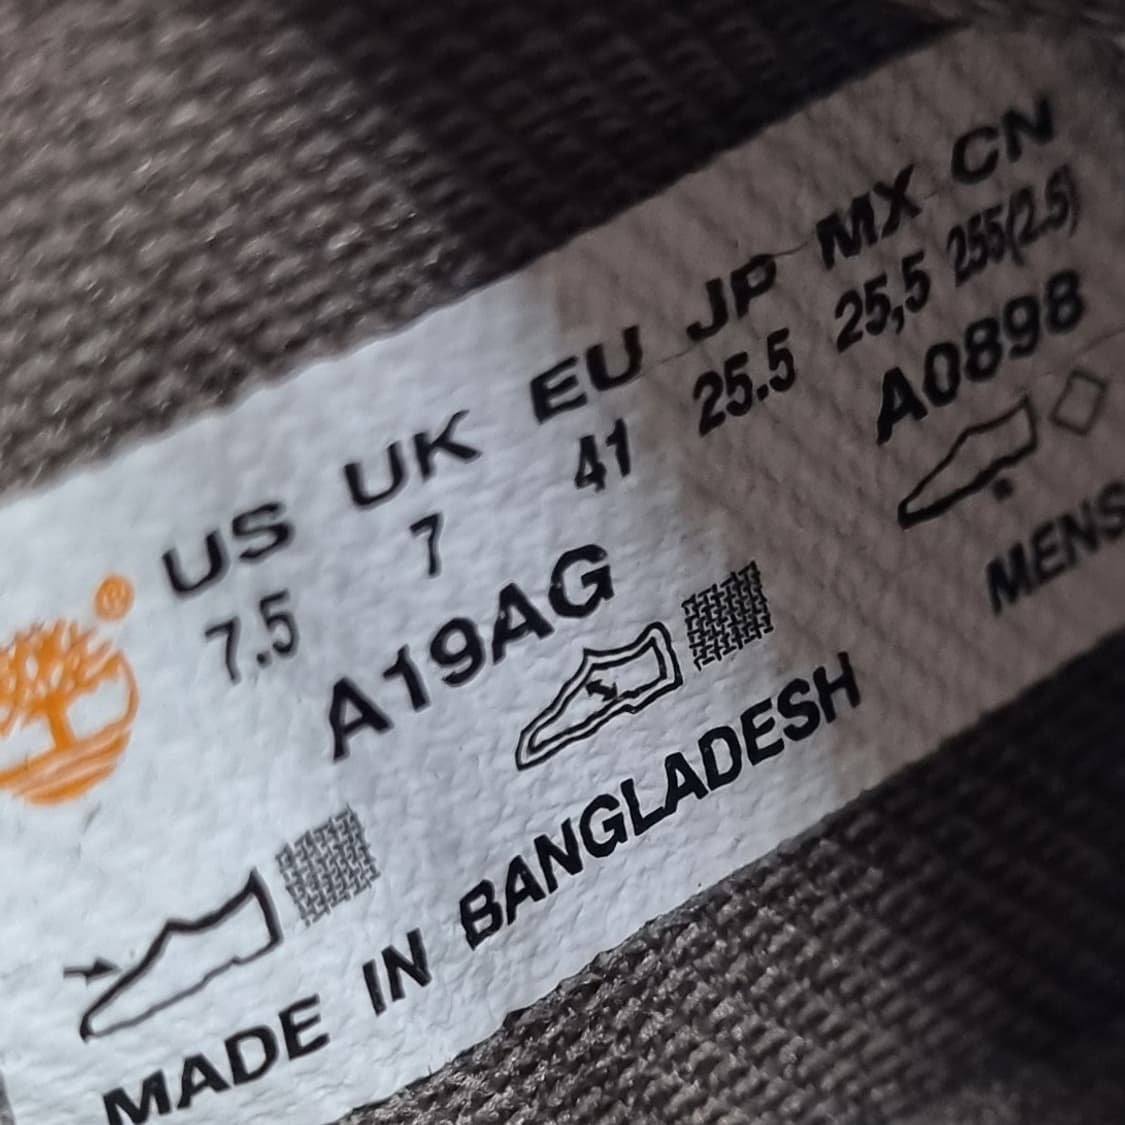 US UK EU JP MX CN
7.5 7 41 25.5 25,5 255(2.5)
A19AG A0898
MENS
MADE IN BANGLADESH
®